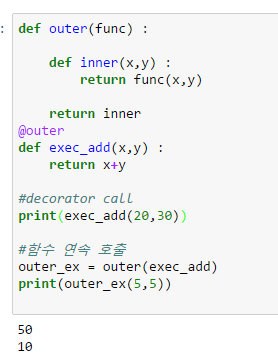 : def outer(func) :
def inner(x,y) :
return func(x,y)
return inner
@outer
def exec_add(x,y) :
return x+y
#decorator call
print(exec_add(20,30))
#함수 연속 호출
outer_ex = outer(exec_add)
print(outer_ex(5,5))
50
10